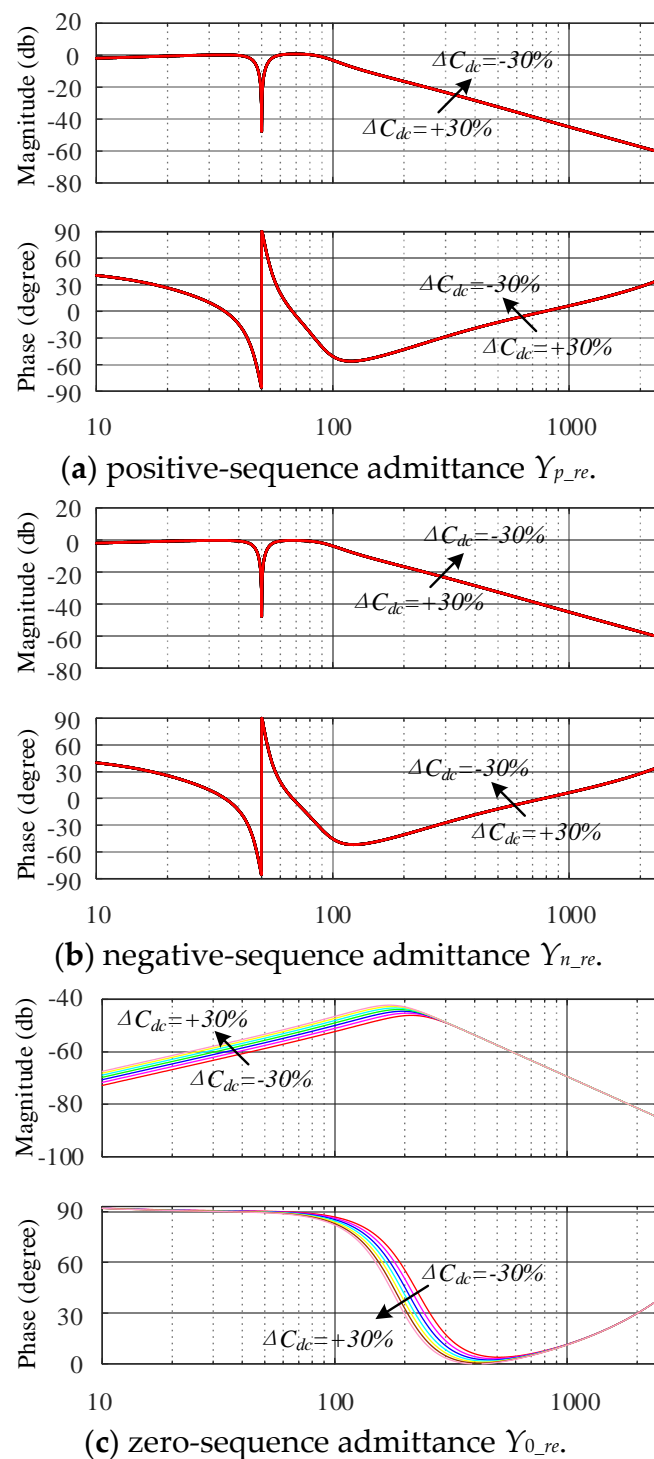 20
0
-20
-40
-60
-80
Magnitude (db)
ΔCdc=-30%
ΔCdc=+30%
90
60
30
0
-30
-60
-90
Phase (degree)
ΔCdc=-30%
ΔCdc=+30%
10 100 1000
(a) positive-sequence admittance Yp_re.
20
0
-20
-40
-60
-80
Magnitude (db)
ΔCdc=-30%
ΔCdc=+30%
90
60
30
0
-30
-60
-90
Phase (degree)
ΔCdc=-30%
ΔCdc=+30%
10 100 1000
(b) negative-sequence admittance Yn_re.
-40
-60
-80
-100
Magnitude (db)
ΔCdc=+30%
ΔCdc=-30%
90
60
30
0
Phase (degree)
ΔCdc=-30%
ΔCdc=+30%
10 100 1000
(c) zero-sequence admittance Y0_re.